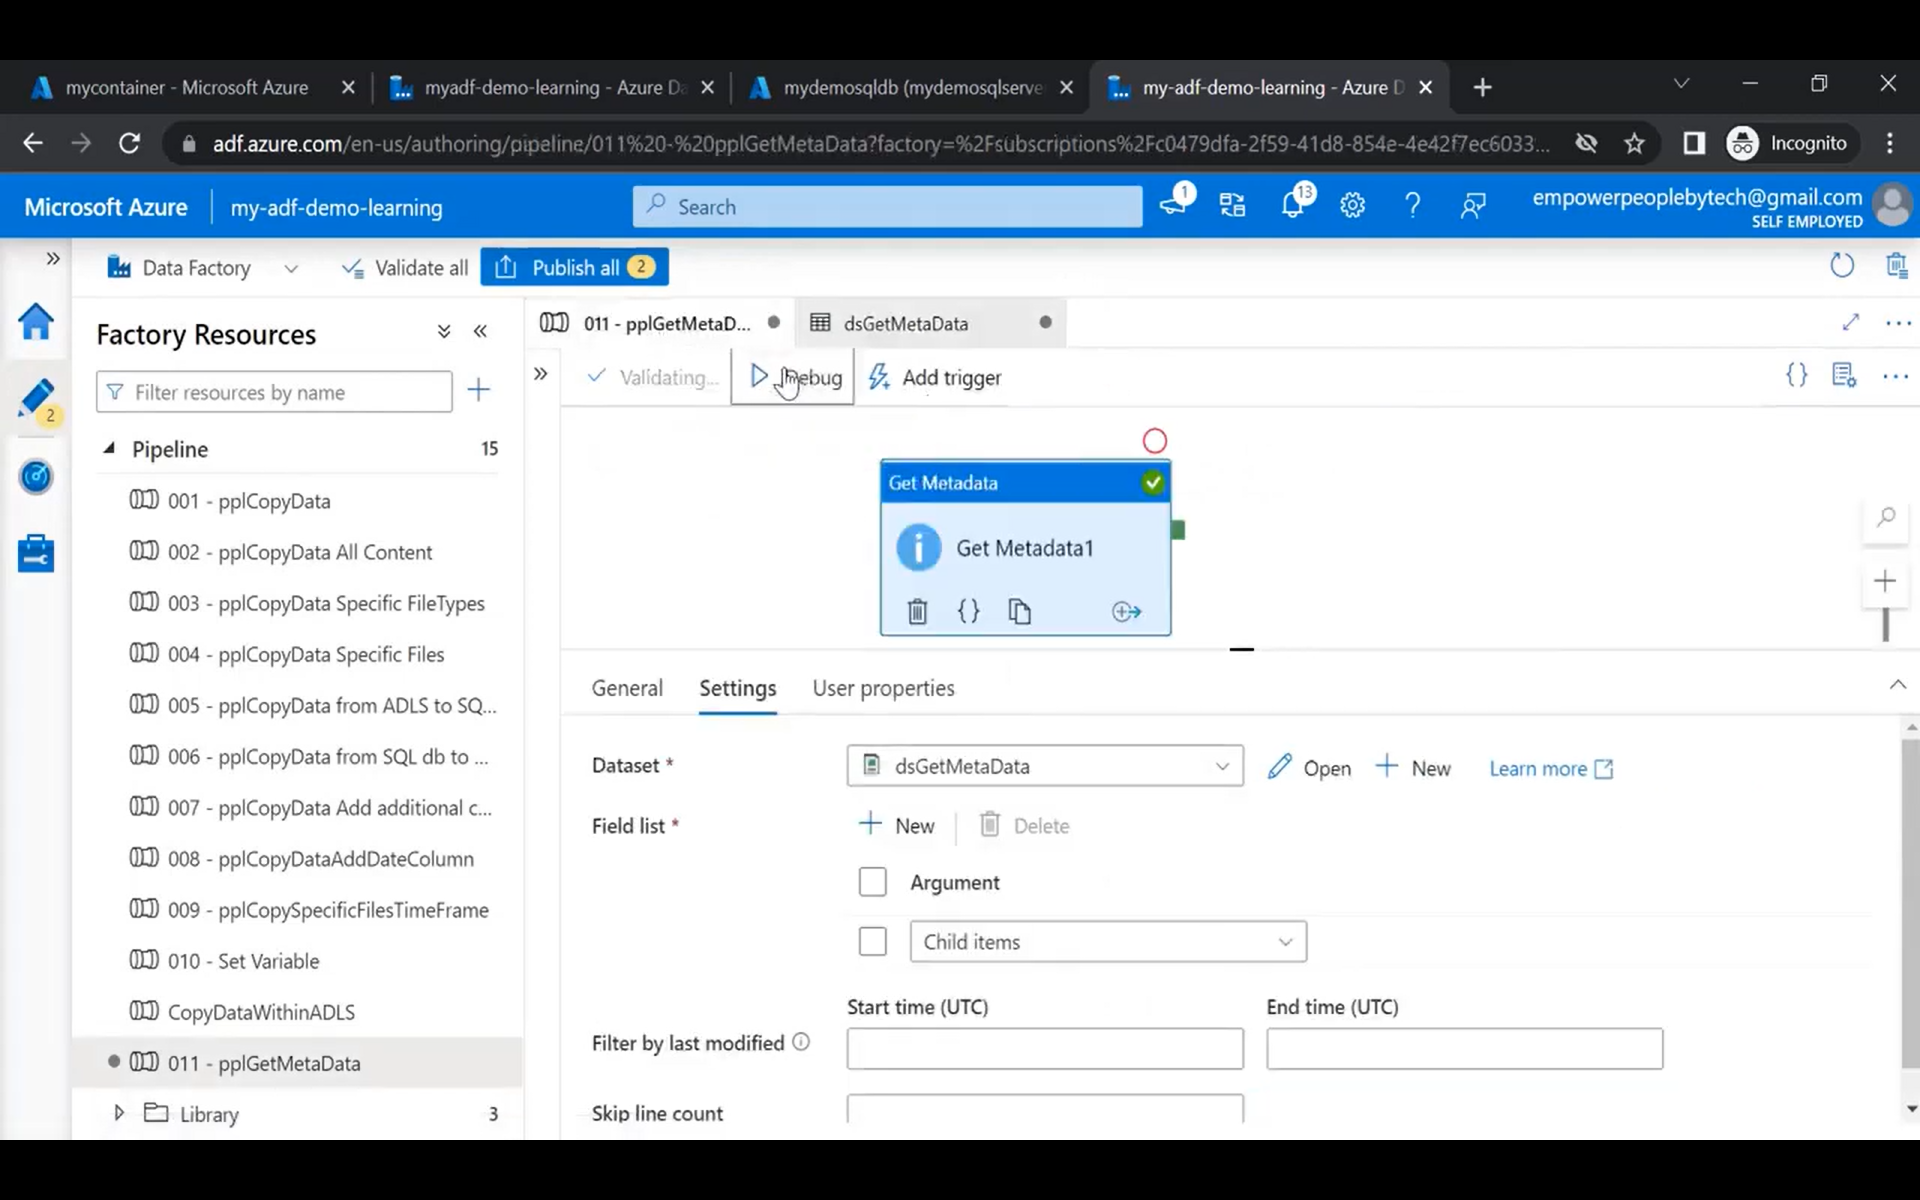 mycontainer - Microsoft Azure
myadf-demo-learning - Azure Da
mydemosqldb (mydemosqlserve
my-adf-demo-learning - Azure D
adf.azure.com/en-us/authoring/pipeline/011%20-%20pplGetMetaData?factory=%2Fsubscriptions%2Fc0479dfa-2f59-41d8-854e-4e42f7ec6033...
Incognito
Microsoft Azure
my-adf-demo-learning
Search
1
13
empowerpeoplebytech@gmail.com
SELF EMPLOYED
Data Factory
Validate all
Publish all 2
2
Factory Resources
Filter resources by name
Pipeline 15
001 - pplCopyData
002 - pplCopyData All Content
003 - pplCopyData Specific FileTypes
004 - pplCopyData Specific Files
005 - pplCopyData from ADLS to SQ...
006 - pplCopyData from SQL db to ...
007 - pplCopyData Add additional c...
008 - pplCopyDataAddDateColumn
009 - pplCopySpecificFilesTimeFrame
010 - Set Variable
CopyDataWithinADLS
011 - pplGetMetaData
Library 3
011 - pplGetMetaD...
dsGetMetaData
Validating...
Debug
Add trigger
Get Metadata
Get Metadata1
General
Settings
User properties
Dataset *
dsGetMetaData
Open
New
Learn more
Field list *
New
Delete
Argument
Child items
Start time (UTC)
End time (UTC)
Filter by last modified
Skip line count